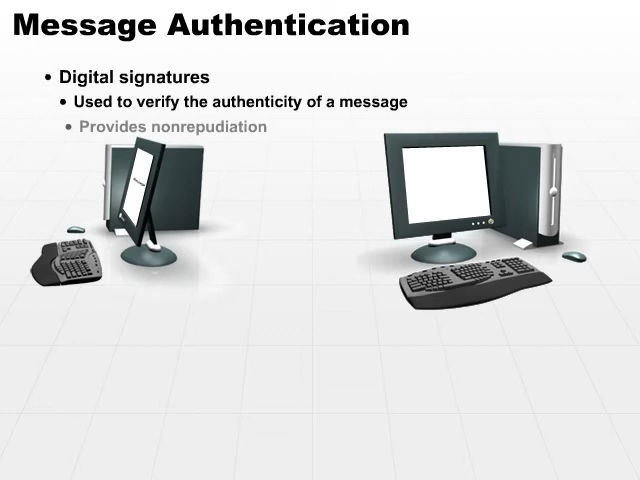 Message Authentication
• Digital signatures
• Used to verify the authenticity of a message
• Provides nonrepudiation